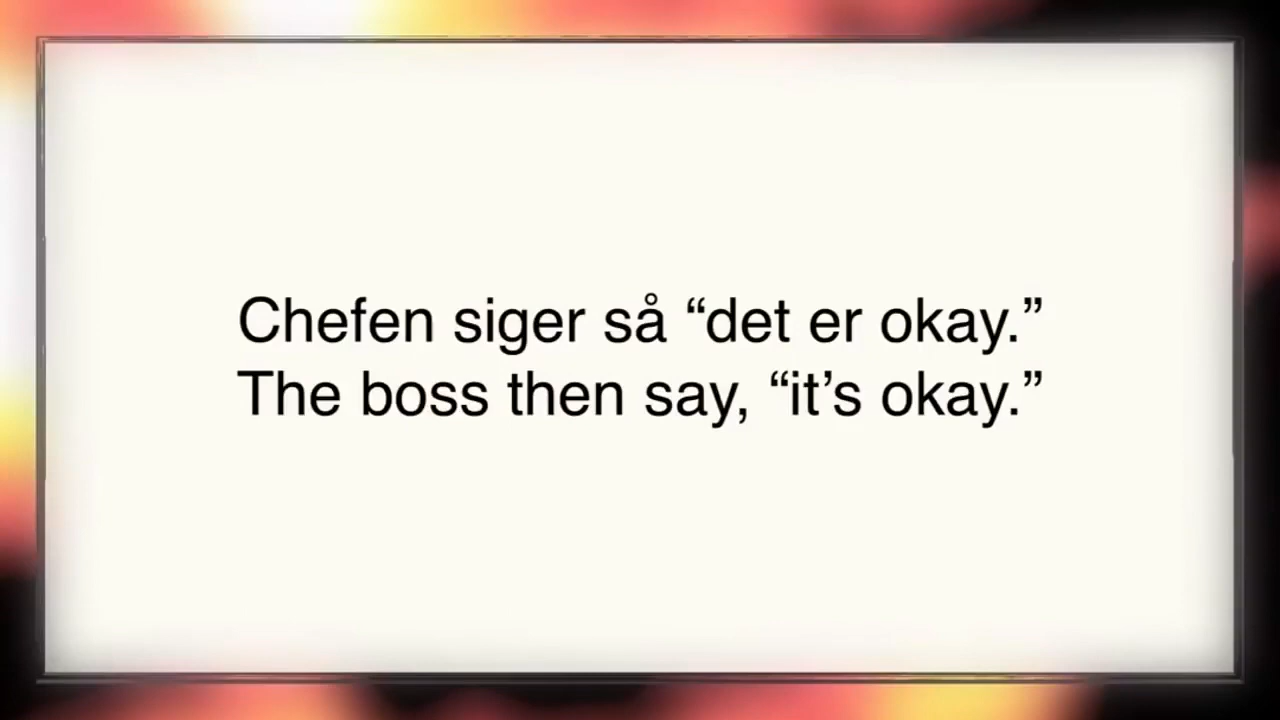 Chefen siger så “det er okay.”
The boss then say, “it’s okay.”